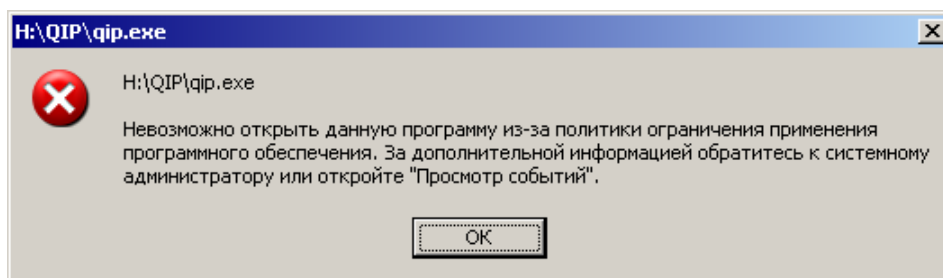 H:\QIP\qip.exe
H:\QIP\qip.exe
Невозможно открыть данную программу из-за политики ограничения применения
программного обеспечения. За дополнительной информацией обратитесь к системному
администратору или откройте "Просмотр событий".
ОК